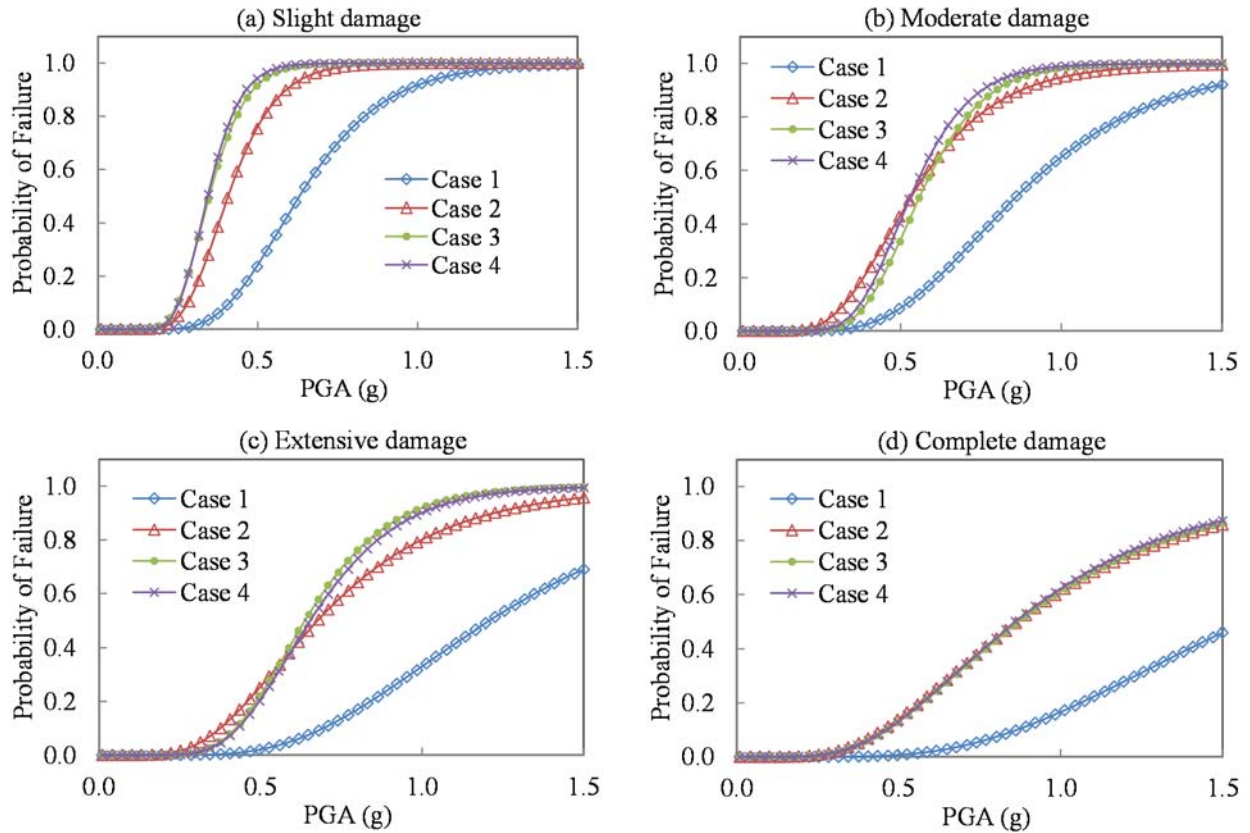 (a) Slight damage
Probability of Failure
1.0
0.8
0.6
0.4
0.2
0.0
Case 1
Case 2
Case 3
Case 4
0.0 0.5 1.0 1.5
PGA (g)
(b) Moderate damage
Probability of Failure
1.0
0.8
0.6
0.4
0.2
0.0
Case 1
Case 2
Case 3
Case 4
0.0 0.5 1.0 1.5
PGA (g)
(c) Extensive damage
Probability of Failure
1.0
0.8
0.6
0.4
0.2
0.0
Case 1
Case 2
Case 3
Case 4
0.0 0.5 1.0 1.5
PGA (g)
(d) Complete damage
Probability of Failure
1.0
0.8
0.6
0.4
0.2
0.0
Case 1
Case 2
Case 3
Case 4
0.0 0.5 1.0 1.5
PGA (g)